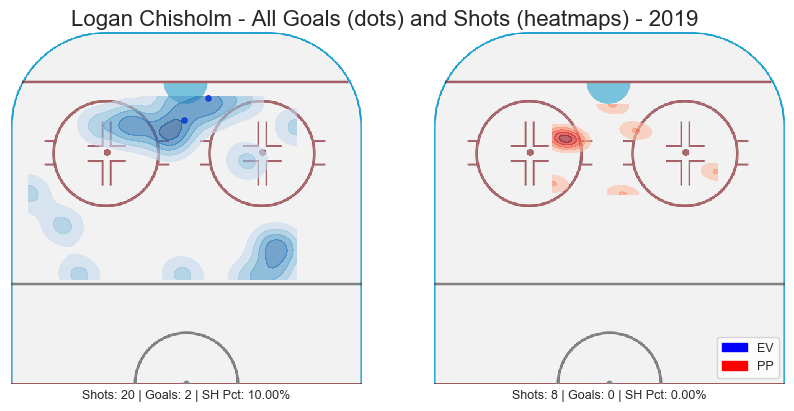 Logan Chisholm - All Goals (dots) and Shots (heatmaps) - 2019
EV
PP
Shots: 20 | Goals: 2 | SH Pct: 10.00%
Shots: 8 | Goals: 0 | SH Pct: 0.00%